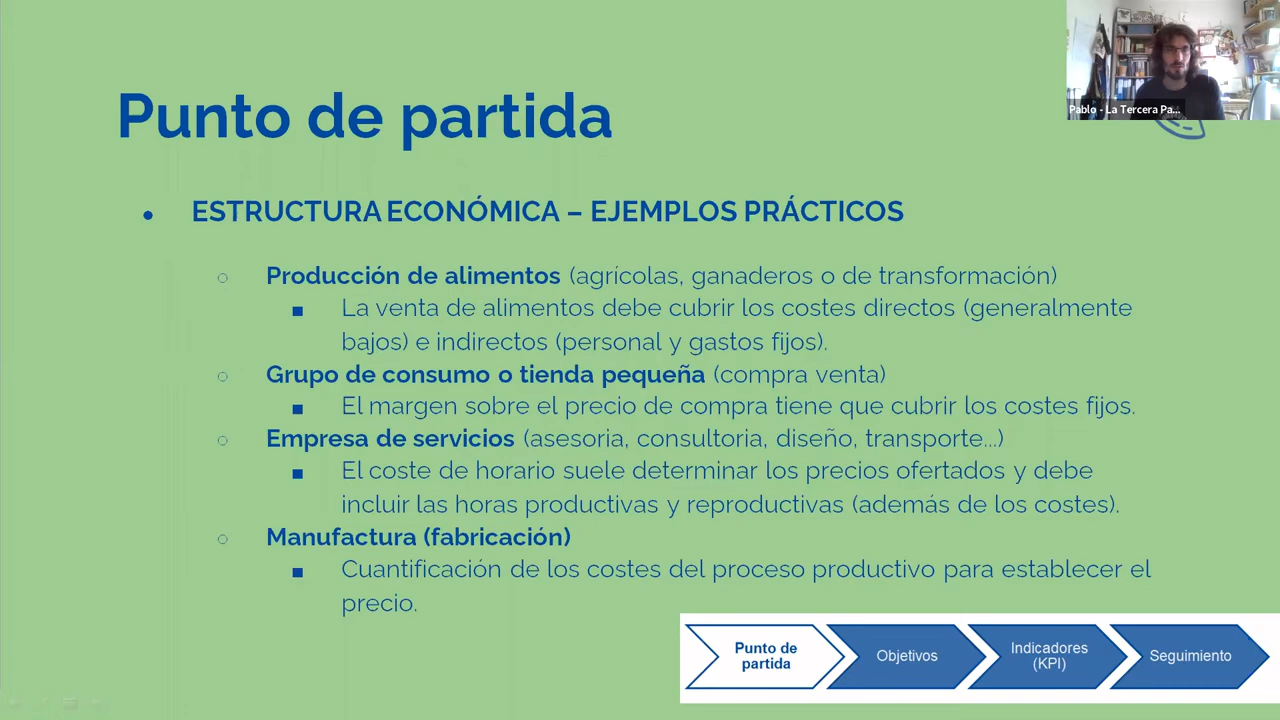 Pablo - La Tercera Pa...
Punto de partida
ESTRUCTURA ECONÓMICA – EJEMPLOS PRÁCTICOS
Producción de alimentos (agrícolas, ganaderos o de transformación)
La venta de alimentos debe cubrir los costes directos (generalmente
bajos) e indirectos (personal y gastos fijos).
Grupo de consumo o tienda pequeña (compra venta)
El margen sobre el precio de compra tiene que cubrir los costes fijos.
Empresa de servicios (asesoria, consultoria, diseño, transporte...)
El coste de horario suele determinar los precios ofertados y debe
incluir las horas productivas y reproductivas (además de los costes).
Manufactura (fabricación)
Cuantificación de los costes del proceso productivo para establecer el
precio.
Punto de
partida
Objetivos
Indicadores
(KPI)
Seguimiento